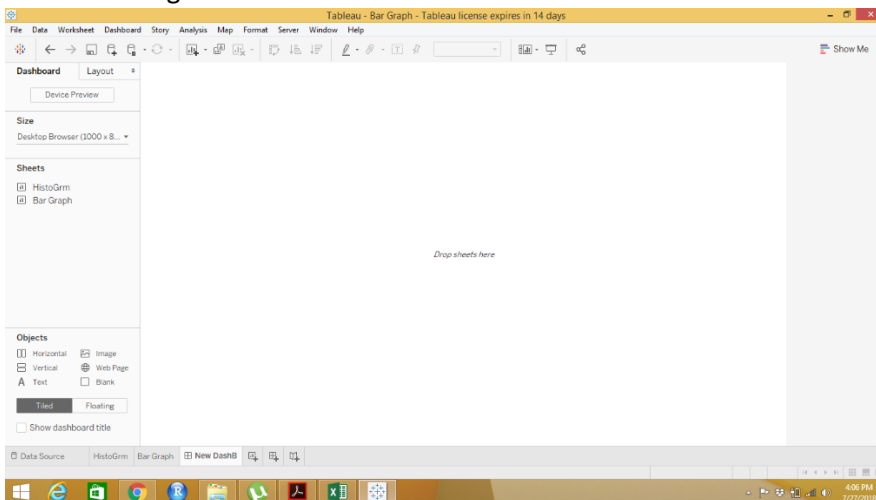 Tableau - Bar Graph - Tableau license expires in 14 days
File Data Worksheet Dashboard Story Analysis Map Format Server Window Help
Show Me
Dashboard Layout
Device Preview
Size
Desktop Browser (1000 x 8...
Sheets
HistoGrm
Bar Graph
Drop sheets here
Objects
Horizontal Image
Vertical Web Page
A Text Blank
Tiled Floating
Show dashboard title
Data Source HistoGrm Bar Graph New DashB
4:06 PM